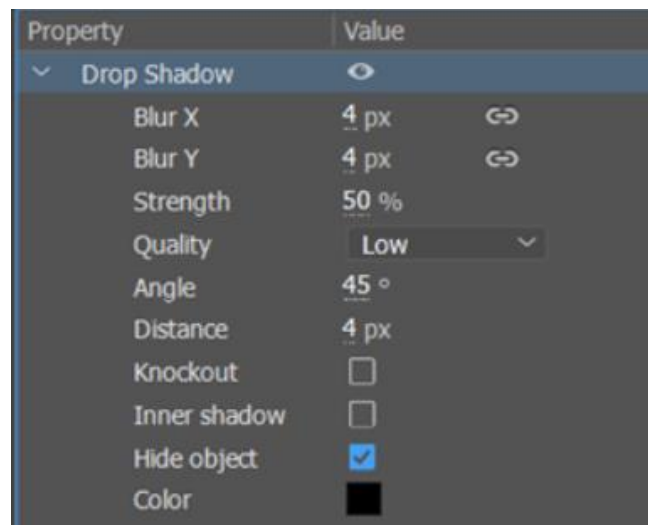 Property Value
Drop Shadow
Blur X 4 px
Blur Y 4 px
Strength 50 %
Quality Low
Angle 45 °
Distance 4 px
Knockout
Inner shadow
Hide object
Color